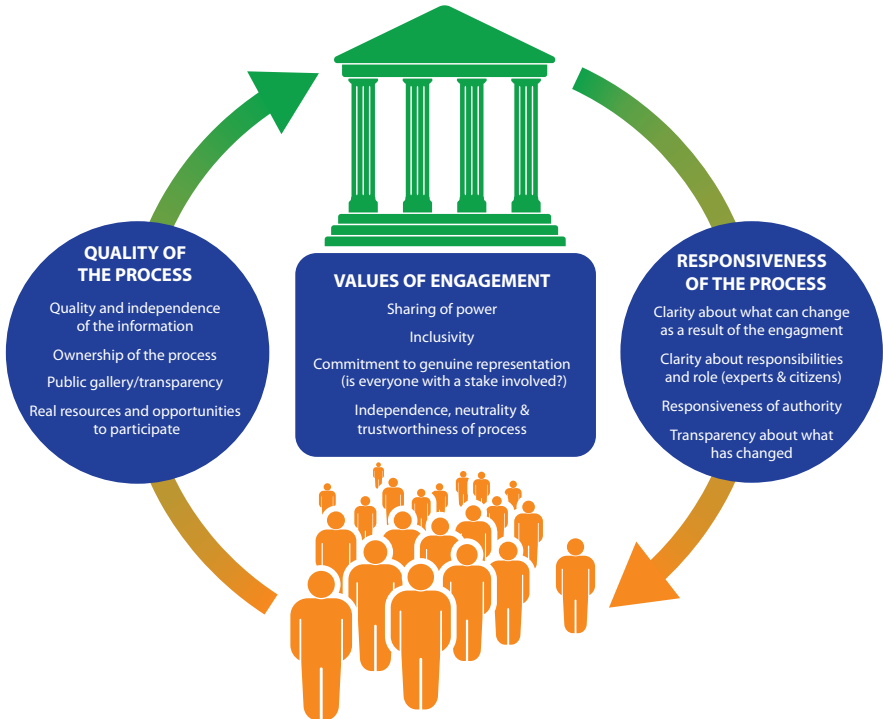 QUALITY OF
THE PROCESS
Quality and independence
of the information
Ownership of the process
Public gallery/transparency
Real resources and opportunities
to participate
VALUES OF ENGAGEMENT
Sharing of power
Inclusivity
Commitment to genuine representation
(is everyone with a stake involved?)
Independence, neutrality &
trustworthiness of process
RESPONSIVENESS
OF THE PROCESS
Clarity about what can change
as a result of the engagment
Clarity about responsibilities
and role (experts & citizens)
Responsiveness of authority
Transparency about what
has changed